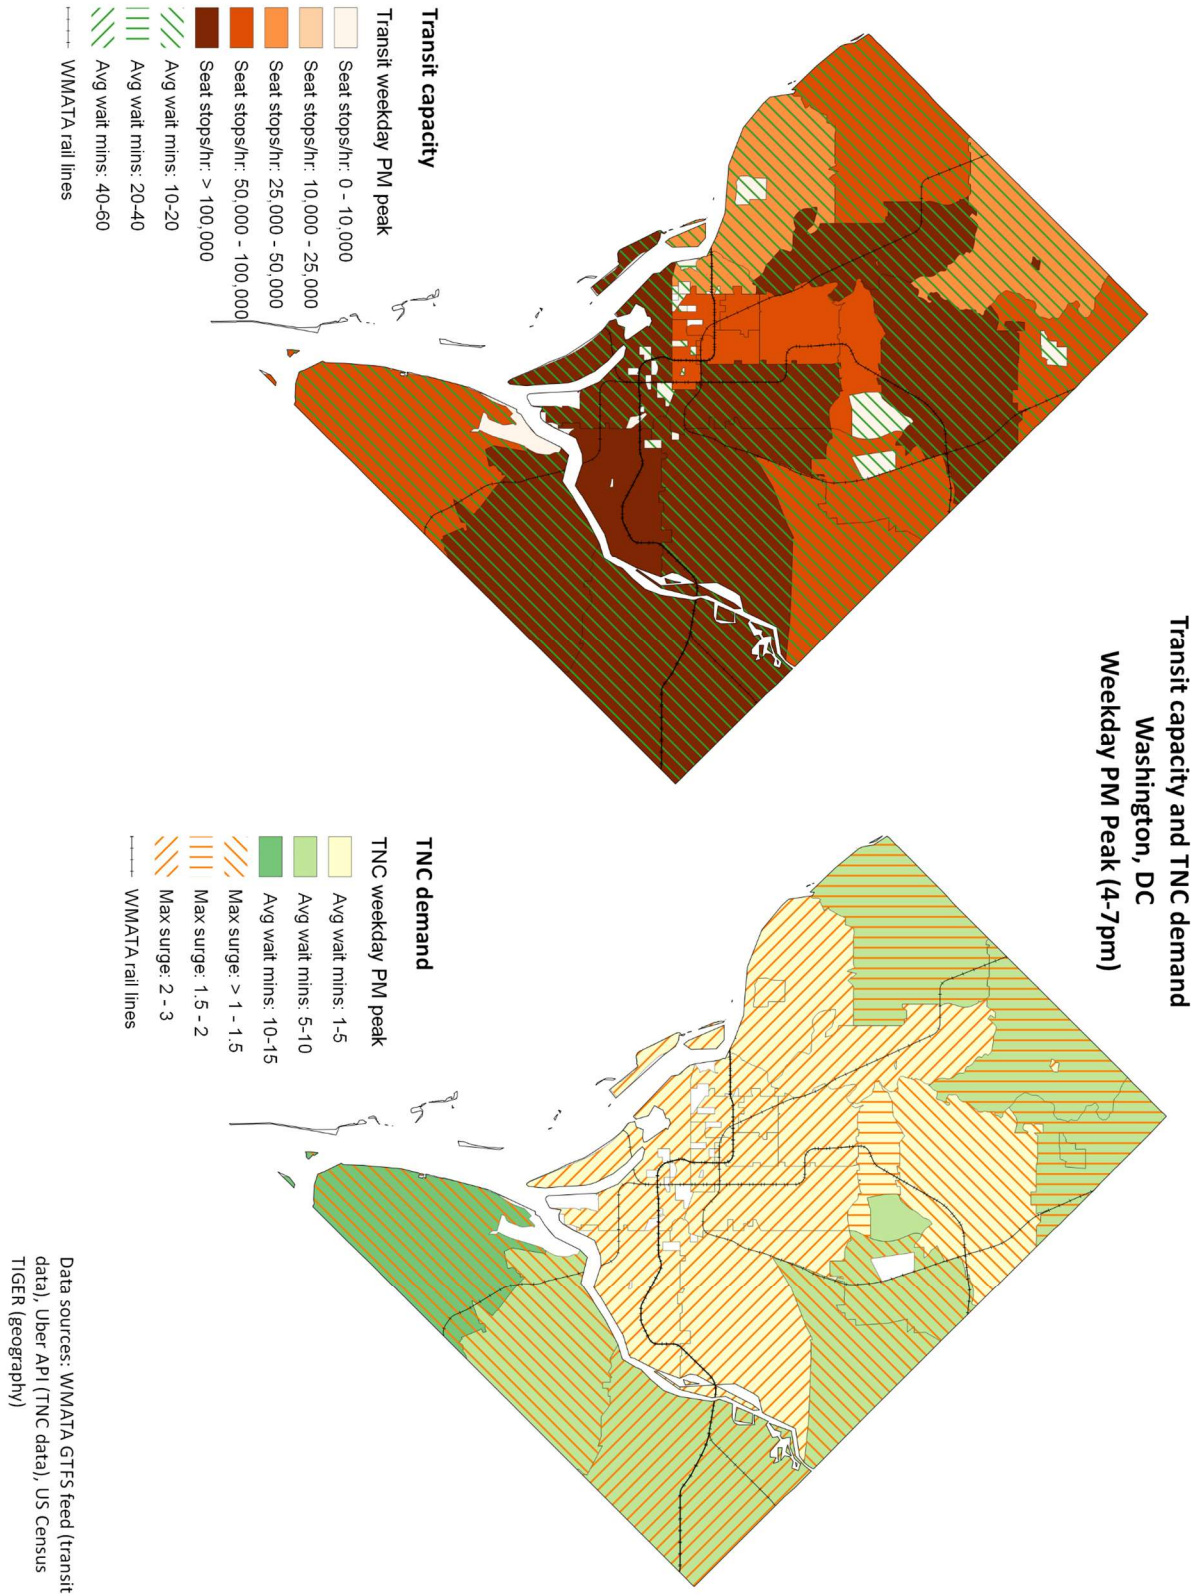 Transit capacity and TNC demand
Washington, DC
Weekday PM Peak (4-7pm)
Transit capacity
Transit weekday PM peak
Seat stops/hr: 0 - 10,000
Seat stops/hr: 10,000 - 25,000
Seat stops/hr: 25,000 - 50,000
Seat stops/hr: 50,000 - 100,000
Seat stops/hr: > 100,000
Avg wait mins: 10-20
Avg wait mins: 20-40
Avg wait mins: 40-60
WMATA rail lines
TNC demand
TNC weekday PM peak
Avg wait mins: 1-5
Avg wait mins: 5-10
Avg wait mins: 10-15
Max surge: > 1 - 1.5
Max surge: 1.5 - 2
Max surge: 2 - 3
WMATA rail lines
Data sources: WMATA GTFS feed (transit
data), Uber API (TNC data), US Census
TIGER (geography)